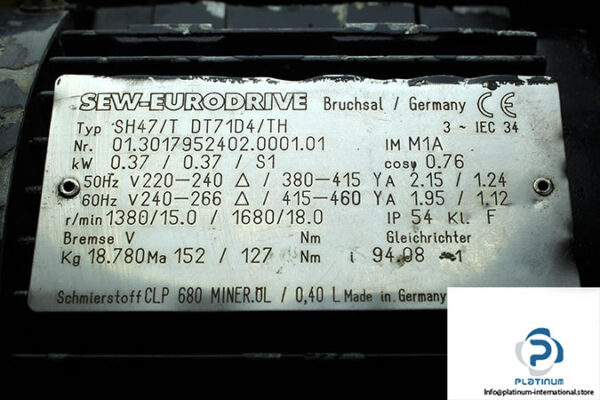 SEW-EURODRIVE Bruchsal / Germany CE
Typ SH47/T DT71D4/TH 3 ~ IEC 34
Nr. 01.3017952402.0001.01 IM M1A
kW 0.37 / 0.37 / S1 cosφ 0.76
50Hz V 220-240 Δ / 380-415 Y A 2.15 / 1.24
60Hz V 240-266 Δ / 415-460 Y A 1.95 / 1.12
r/min 1380/15.0 / 1680/18.0 IP 54 Kl. F
Bremse V Nm Gleichrichter
Kg 18.780 Ma 152 / 127 Nm i 94.08 :1
Schmierstoff CLP 680 MINER.ÖL / 0,40 L Made in Germany
PLATINUM
Info@platinum-international.store